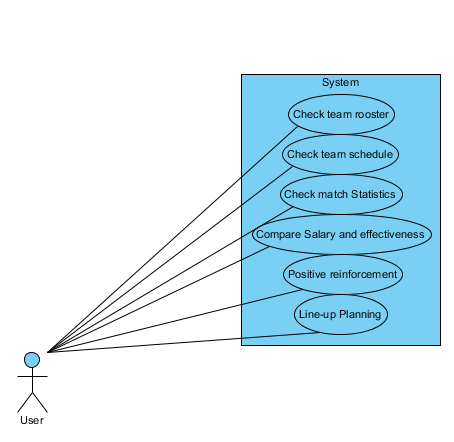 System
Check team rooster
Check team schedule
Check match Statistics
Compare Salary and effectiveness
Positive reinforcement
Line-up Planning
User